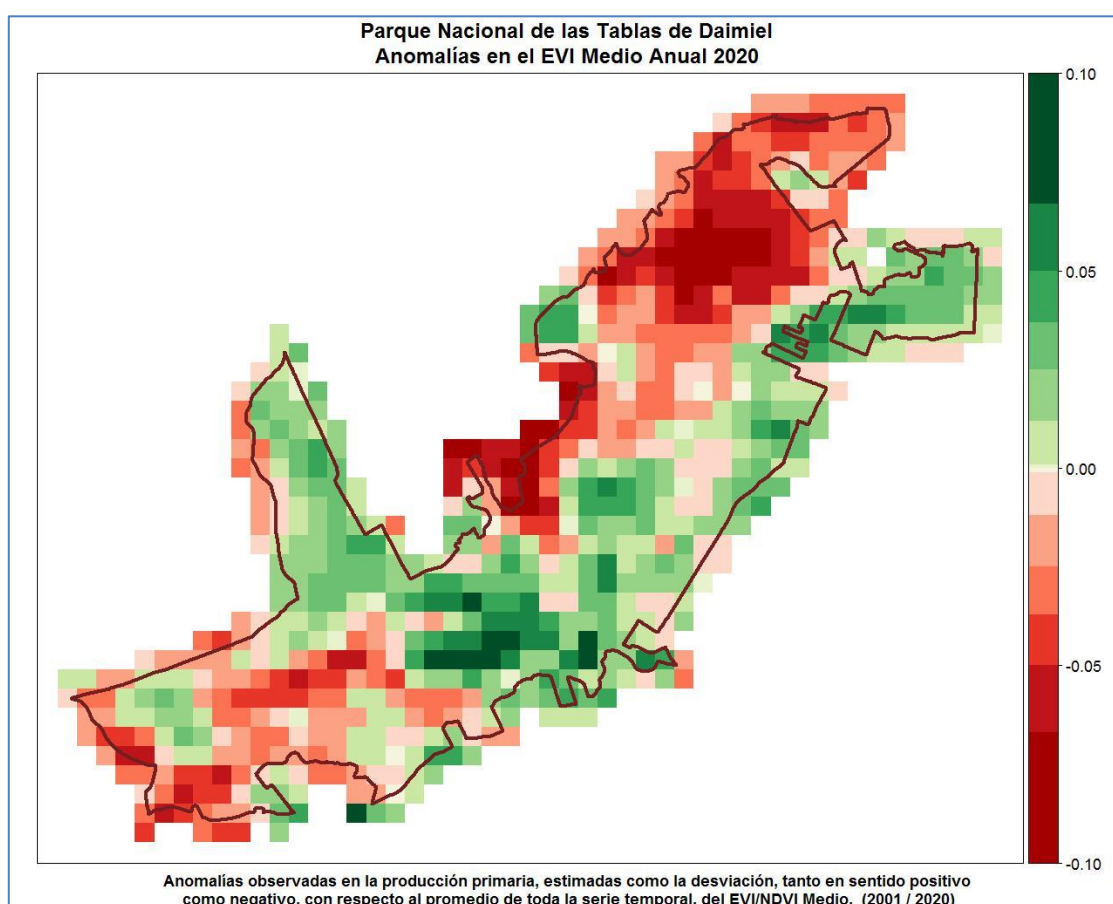 Parque Nacional de las Tablas de Daimiel
Anomalías en el EVI Medio Anual 2020
0.10
0.05
0.00
-0.05
-0.10
Anomalías observadas en la producción primaria, estimadas como la desviación, tanto en sentido positivo
como negativo, con respecto al promedio de toda la serie temporal, del EVI/NDVI Medio. (2001 / 2020)